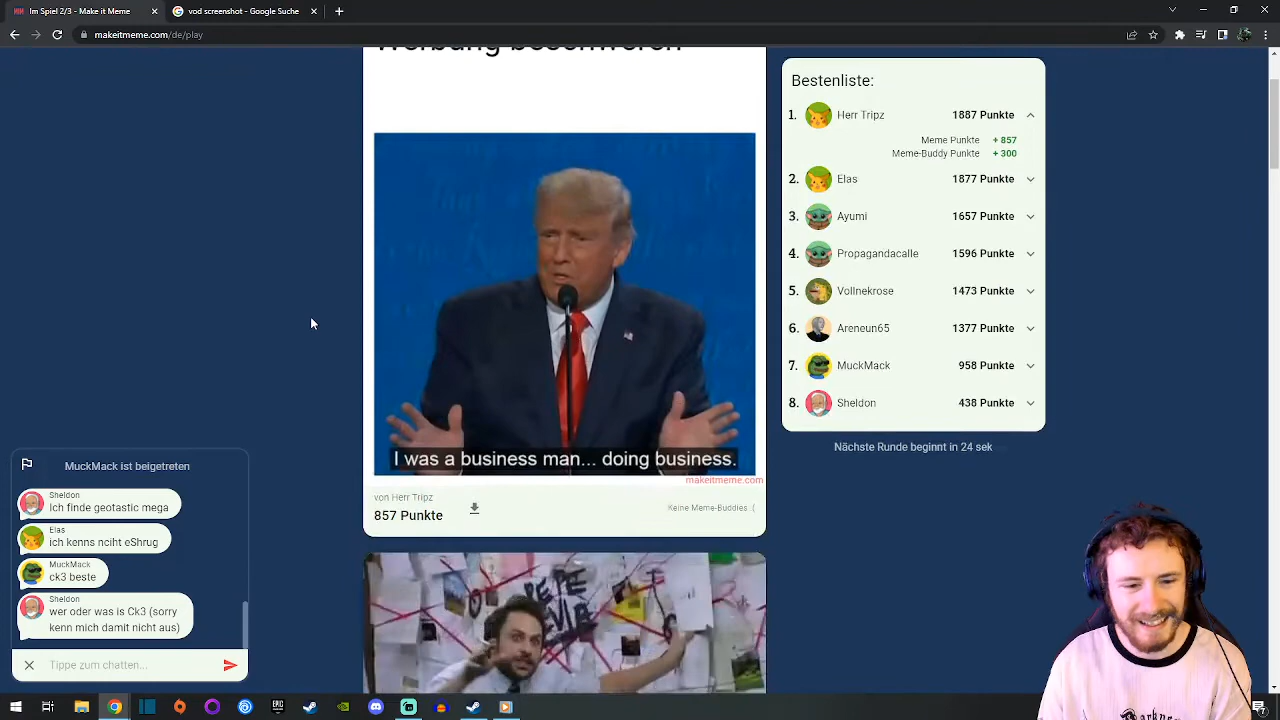 Im Spiel 2/3 - Make it Meme
vod screenshot - Google Search
makeitmeme.com/de/play
Bestenliste:
1. Herr Tripz 1887 Punkte
Meme Punkte + 857
Meme-Buddy Punkte + 300
2. Elas 1877 Punkte
3. Ayumi 1657 Punkte
4. Propagandacalle 1596 Punkte
5. Vollnekrose 1473 Punkte
6. Areneun65 1377 Punkte
7. MuckMack 958 Punkte
8. Sheldon 438 Punkte
Nächste Runde beginnt in 24 sek
I was a business man... doing business.
makeitmeme.com
von Herr Tripz
857 Punkte
Keine Meme-Buddies :(
PEPE
MuckMack ist beigetreten
Sheldon
Ich finde geotastic mega
Elas
ich kenns nciht eShrug
MuckMack
ck3 beste
Sheldon
wer oder was is Ck3 (sorry
kenn mich damit nicht aus)
Tippe zum chatten...